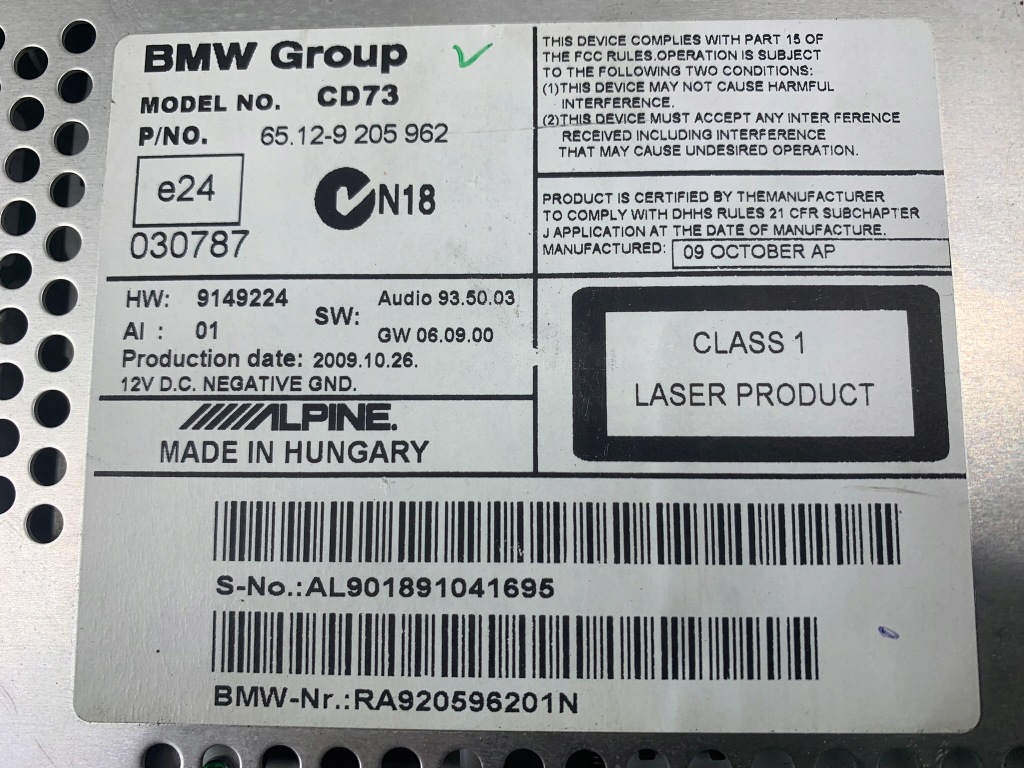 BMW Group
MODEL NO. CD73
P/NO. 65.12-9 205 962
e24
N18
030787
THIS DEVICE COMPLIES WITH PART 15 OF
THE FCC RULES.OPERATION IS SUBJECT
TO THE FOLLOWING TWO CONDITIONS:
(1)THIS DEVICE MAY NOT CAUSE HARMFUL
INTERFERENCE.
(2)THIS DEVICE MUST ACCEPT ANY INTER FERENCE
RECEIVED INCLUDING INTERFERENCE
THAT MAY CAUSE UNDESIRED OPERATION.
PRODUCT IS CERTIFIED BY THEMANUFACTURER
TO COMPLY WITH DHHS RULES 21 CFR SUBCHAPTER
J APPLICATION AT THE DATE OF MANUFACTURE.
MANUFACTURED: 09 OCTOBER AP
HW: 9149224
AI : 01
SW: Audio 93.50.03
GW 06.09.00
Production date: 2009.10.26.
12V D.C. NEGATIVE GND.
ALPINE.
MADE IN HUNGARY
CLASS 1
LASER PRODUCT
S-No.:AL901891041695
BMW-Nr.:RA920596201N